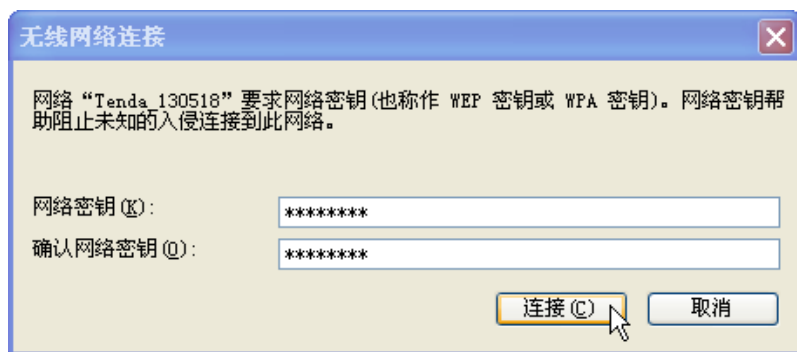 无线网络连接
网络“Tenda_130518”要求网络密钥(也称作 WEP 密钥或 WPA 密钥)。网络密钥帮
助阻止未知的入侵连接到此网络。
网络密钥(K): ********
确认网络密钥(O): ********
连接(C) 取消